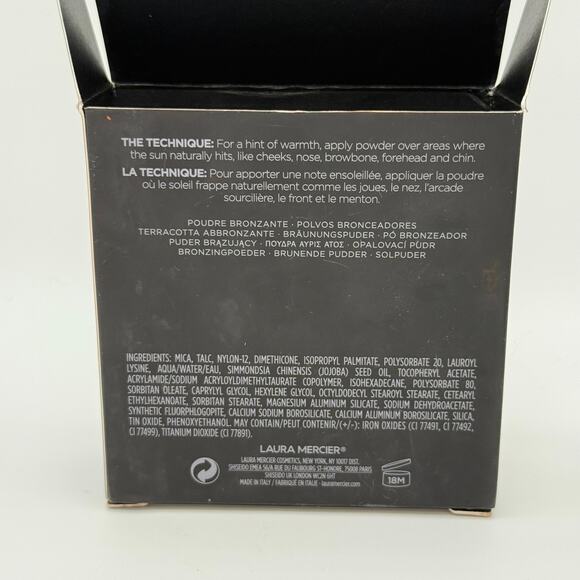 THE TECHNIQUE: For a hint of warmth, apply powder over areas where
the sun naturally hits, like cheeks, nose, browbone, forehead and chin.
LA TECHNIQUE: Pour apporter une note ensoleillée, appliquer la poudre
où le soleil frappe naturellement comme les joues, le nez, l'arcade
sourcilière, le front et le menton.
POUDRE BRONZANTE • POLVOS BRONCEADORES
TERRACOTTA ABBRONZANTE • BRÄUNUNGSPUDER • PÓ BRONZEADOR
PUDER BRĄZUJĄCY • ΠΟΥΔΡΑ ΑΥΡΙΣ ΑΤΟΣ • OPALOVACÍ PÚDR
BRONZINGPOEDER • BRUNENDE PUDDER • SOLPUDER
INGREDIENTS: MICA, TALC, NYLON-12, DIMETHICONE, ISOPROPYL PALMITATE, POLYSORBATE 20, LAUROYL
LYSINE, AQUA/WATER/EAU, SIMMONDSIA CHINENSIS (JOJOBA) SEED OIL, TOCOPHERYL ACETATE,
ACRYLAMIDE/SODIUM ACRYLOYLDIMETHYLTAURATE COPOLYMER, ISOHEXADECANE, POLYSORBATE 80,
SORBITAN OLEATE, CAPRYLYL GLYCOL, HEXYLENE GLYCOL, OCTYLDODECYL STEAROYL STEARATE, CETEARYL
ETHYLHEXANOATE, SORBITAN STEARATE, MAGNESIUM ALUMINUM SILICATE, SODIUM DEHYDROACETATE,
SYNTHETIC FLUORPHLOGOPITE, CALCIUM SODIUM BOROSILICATE, CALCIUM ALUMINUM BOROSILICATE, SILICA,
TIN OXIDE, PHENOXYETHANOL. MAY CONTAIN/PEUT CONTENIR/(+/-): IRON OXIDES (CI 77491, CI 77492,
CI 77499), TITANIUM DIOXIDE (CI 77891).
LAURA MERCIER®
LAURA MERCIER COSMETICS, NEW YORK, NY 10017 DIST.
SHISEIDO EMEA 56/A RUE DU FAUBOURG ST-HONORE, 75008 PARIS
SHISEIDO UK LONDON WC2N 6HT
MADE IN ITALY / FABRIQUÉ EN ITALIE • lauramercier.com
18M